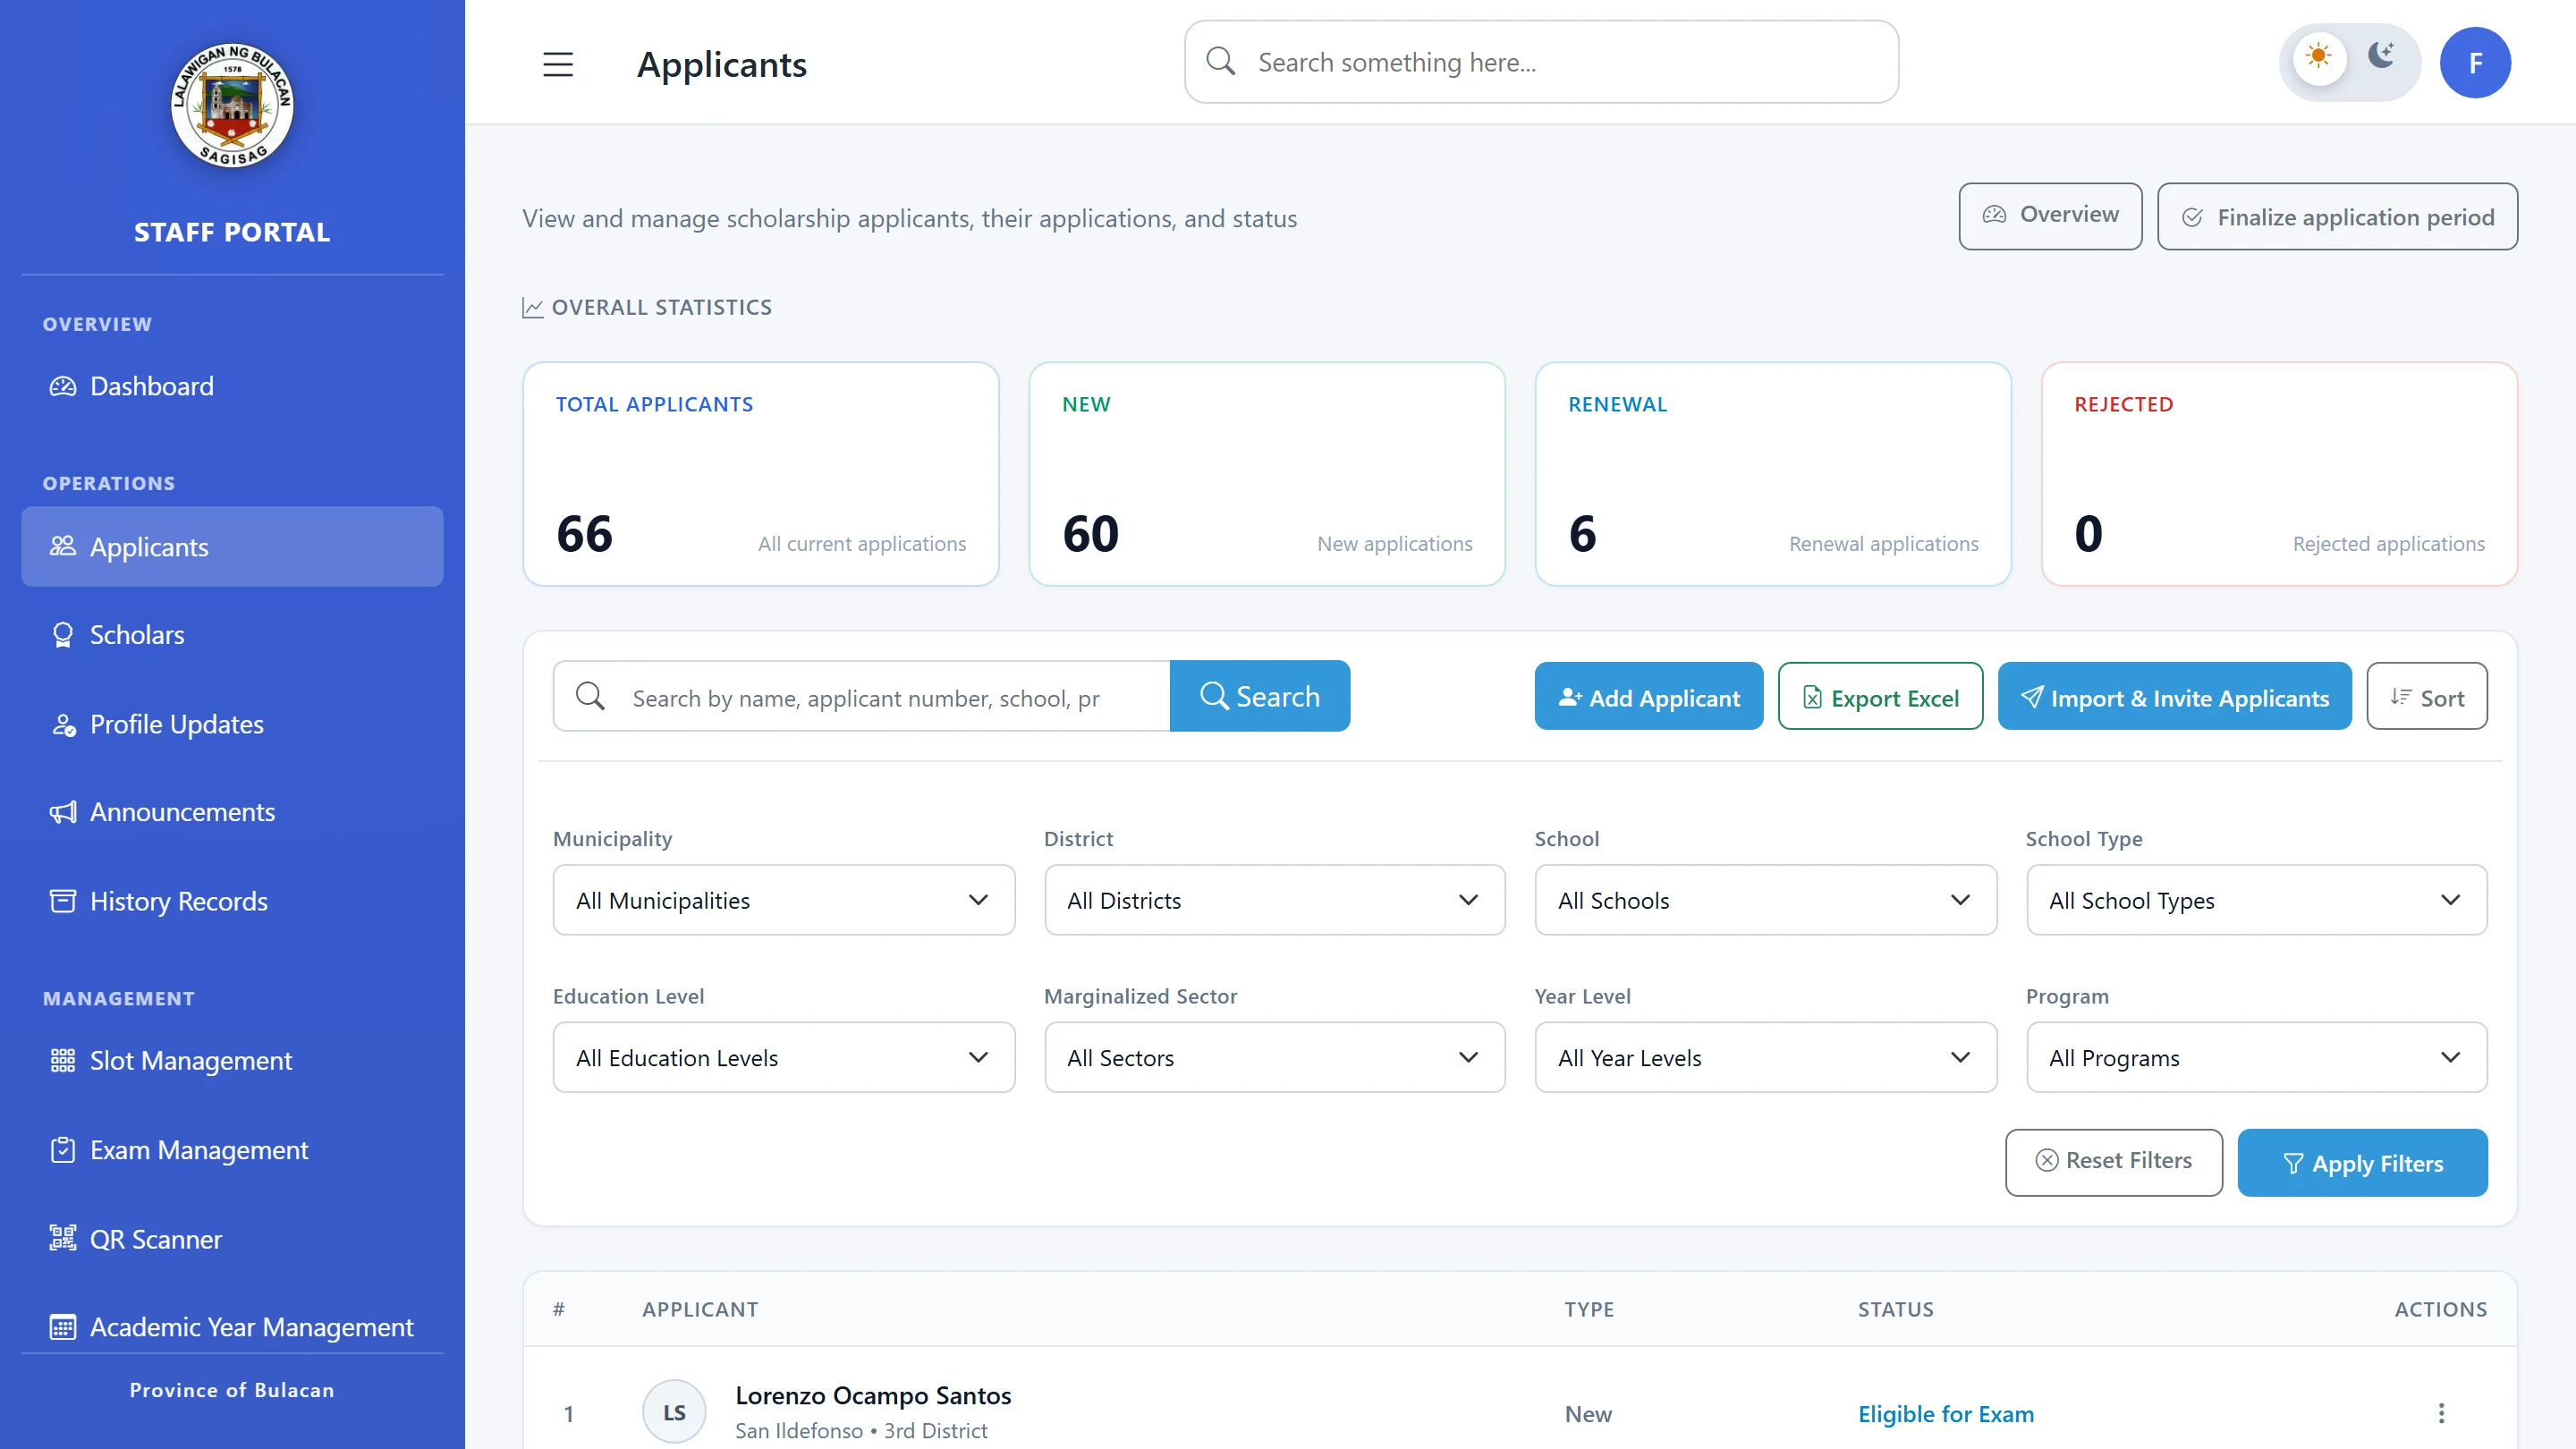 LALAWIGAN NG BULACAN
1578
SAGISAG
STAFF PORTAL
OVERVIEW
Dashboard
OPERATIONS
Applicants
Scholars
Profile Updates
Announcements
History Records
MANAGEMENT
Slot Management
Exam Management
QR Scanner
Academic Year Management
Province of Bulacan
Applicants
Search something here...
F
View and manage scholarship applicants, their applications, and status
Overview
Finalize application period
OVERALL STATISTICS
TOTAL APPLICANTS
66
All current applications
NEW
60
New applications
RENEWAL
6
Renewal applications
REJECTED
0
Rejected applications
Search by name, applicant number, school, pr
Search
Add Applicant
Export Excel
Import & Invite Applicants
Sort
Municipality
District
School
School Type
All Municipalities
All Districts
All Schools
All School Types
Education Level
Marginalized Sector
Year Level
Program
All Education Levels
All Sectors
All Year Levels
All Programs
Reset Filters
Apply Filters
# APPLICANT TYPE STATUS ACTIONS
1
LS
Lorenzo Ocampo Santos
San Ildefonso • 3rd District
New
Eligible for Exam